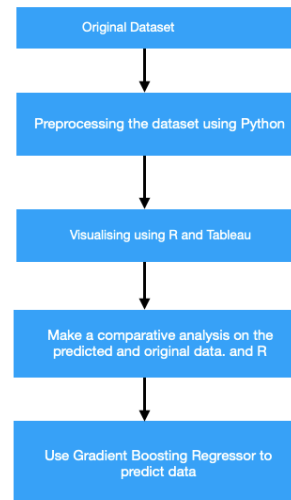 Original Dataset
Preprocessing the dataset using Python
Visualising using R and Tableau
Make a comparative analysis on the
predicted and original data. and R
Use Gradient Boosting Regressor to
predict data